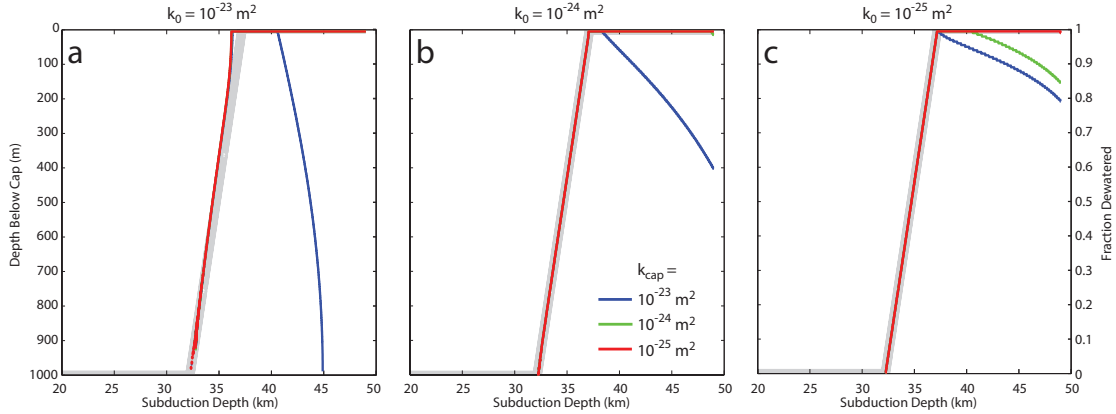 k₀ = 10⁻²³ m²
k₀ = 10⁻²⁴ m²
k₀ = 10⁻²⁵ m²
a
b
c
Depth Below Cap (m)
0
100
200
300
400
500
600
700
800
900
1000
20 25 30 35 40 45 50
Subduction Depth (km)
k_cap =
10⁻²³ m²
10⁻²⁴ m²
10⁻²⁵ m²
20 25 30 35 40 45 50
Subduction Depth (km)
20 25 30 35 40 45 50
Subduction Depth (km)
1
0.9
0.8
0.7
0.6
0.5
0.4
0.3
0.2
0.1
0
Fraction Dewatered